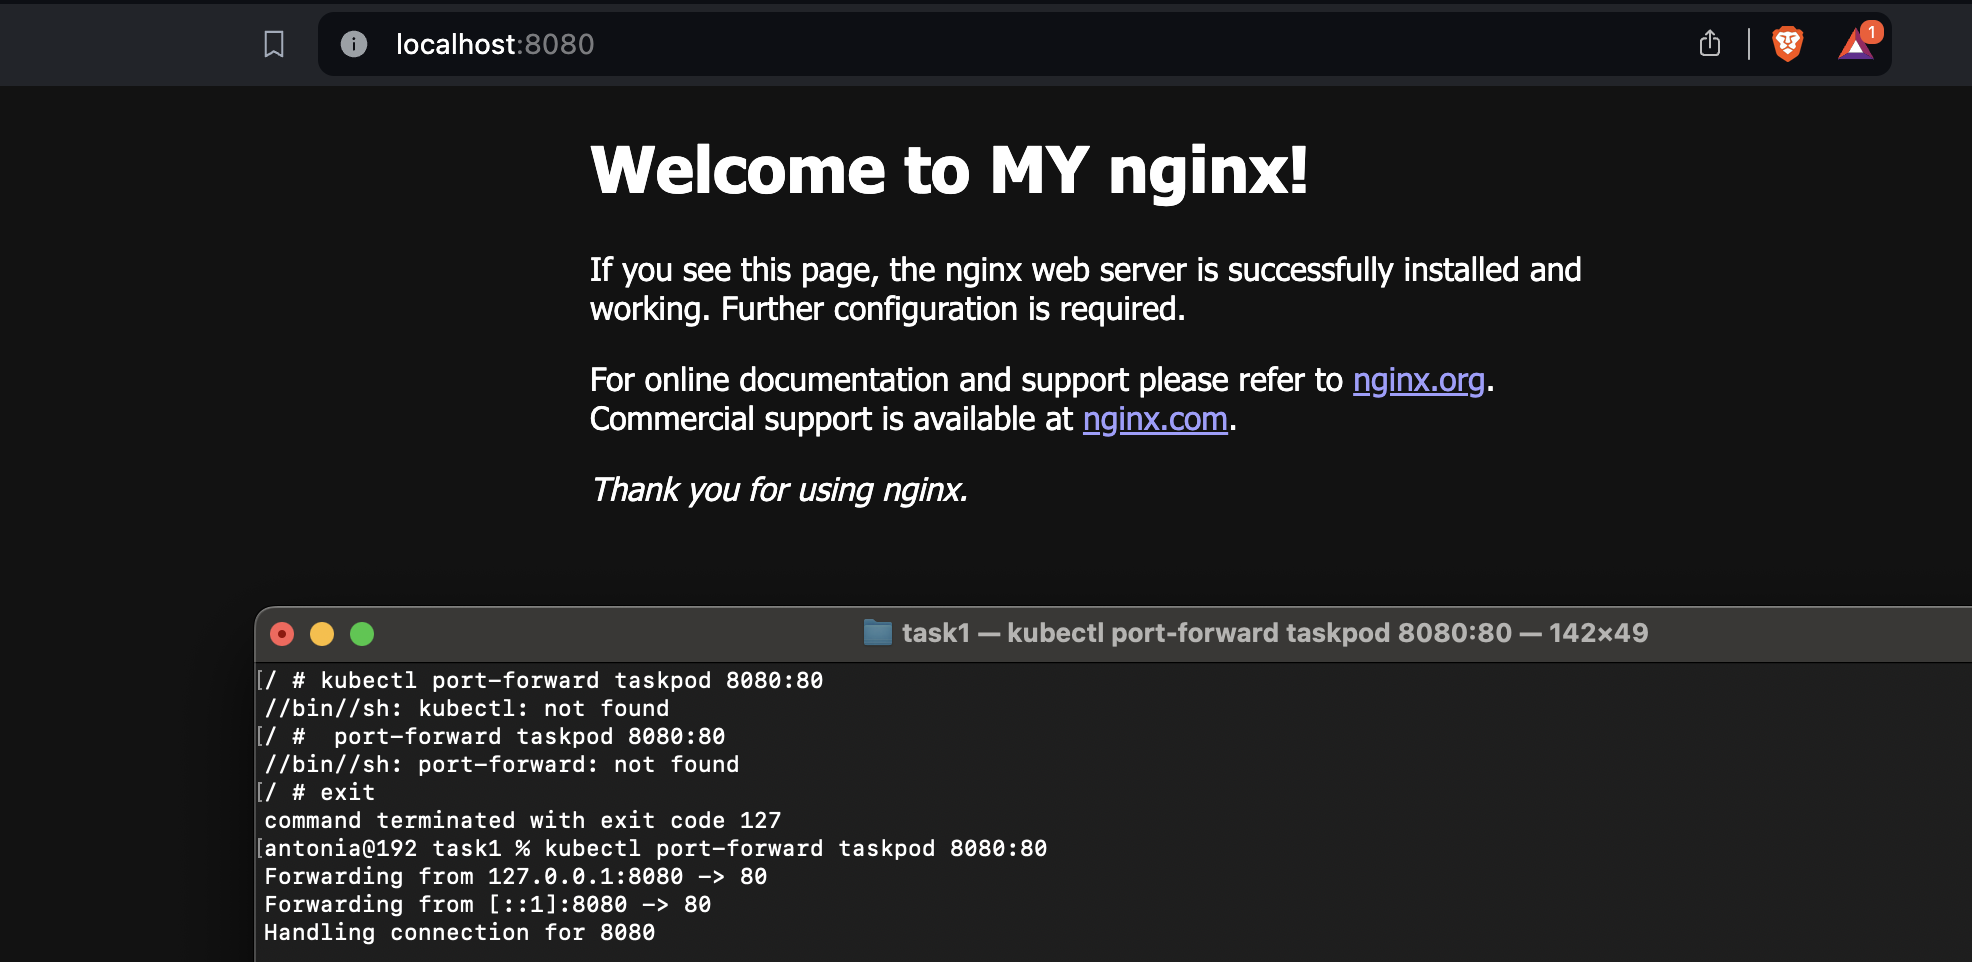 localhost:8080
1
Welcome to MY nginx!
If you see this page, the nginx web server is successfully installed and
working. Further configuration is required.
For online documentation and support please refer to nginx.org.
Commercial support is available at nginx.com.
Thank you for using nginx.
task1 — kubectl port-forward taskpod 8080:80 — 142×49
[/ # kubectl port-forward taskpod 8080:80
//bin//sh: kubectl: not found
[/ #  port-forward taskpod 8080:80
//bin//sh: port-forward: not found
[/ # exit
command terminated with exit code 127
[antonia@192 task1 % kubectl port-forward taskpod 8080:80
Forwarding from 127.0.0.1:8080 -> 80
Forwarding from [::1]:8080 -> 80
Handling connection for 8080